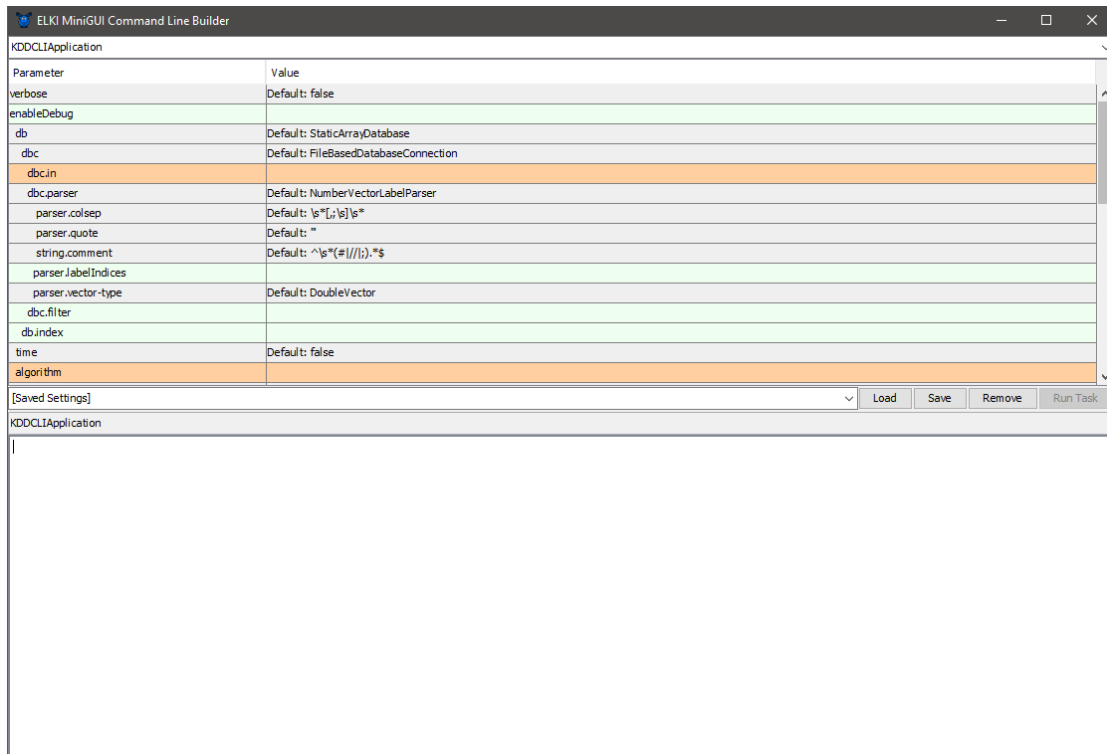 ELKI MiniGUI Command Line Builder
KDDCLIApplication
Parameter Value
verbose Default: false
enableDebug
db Default: StaticArrayDatabase
dbc Default: FileBasedDatabaseConnection
dbc.in
dbc.parser Default: NumberVectorLabelParser
parser.colsep Default: \s*[,;\s]\s*
parser.quote Default: "'
string.comment Default: ^\s*(#|//|;).*$
parser.labelIndices
parser.vector-type Default: DoubleVector
dbc.filter
db.index
time Default: false
algorithm
[Saved Settings] Load Save Remove Run Task
KDDCLIApplication